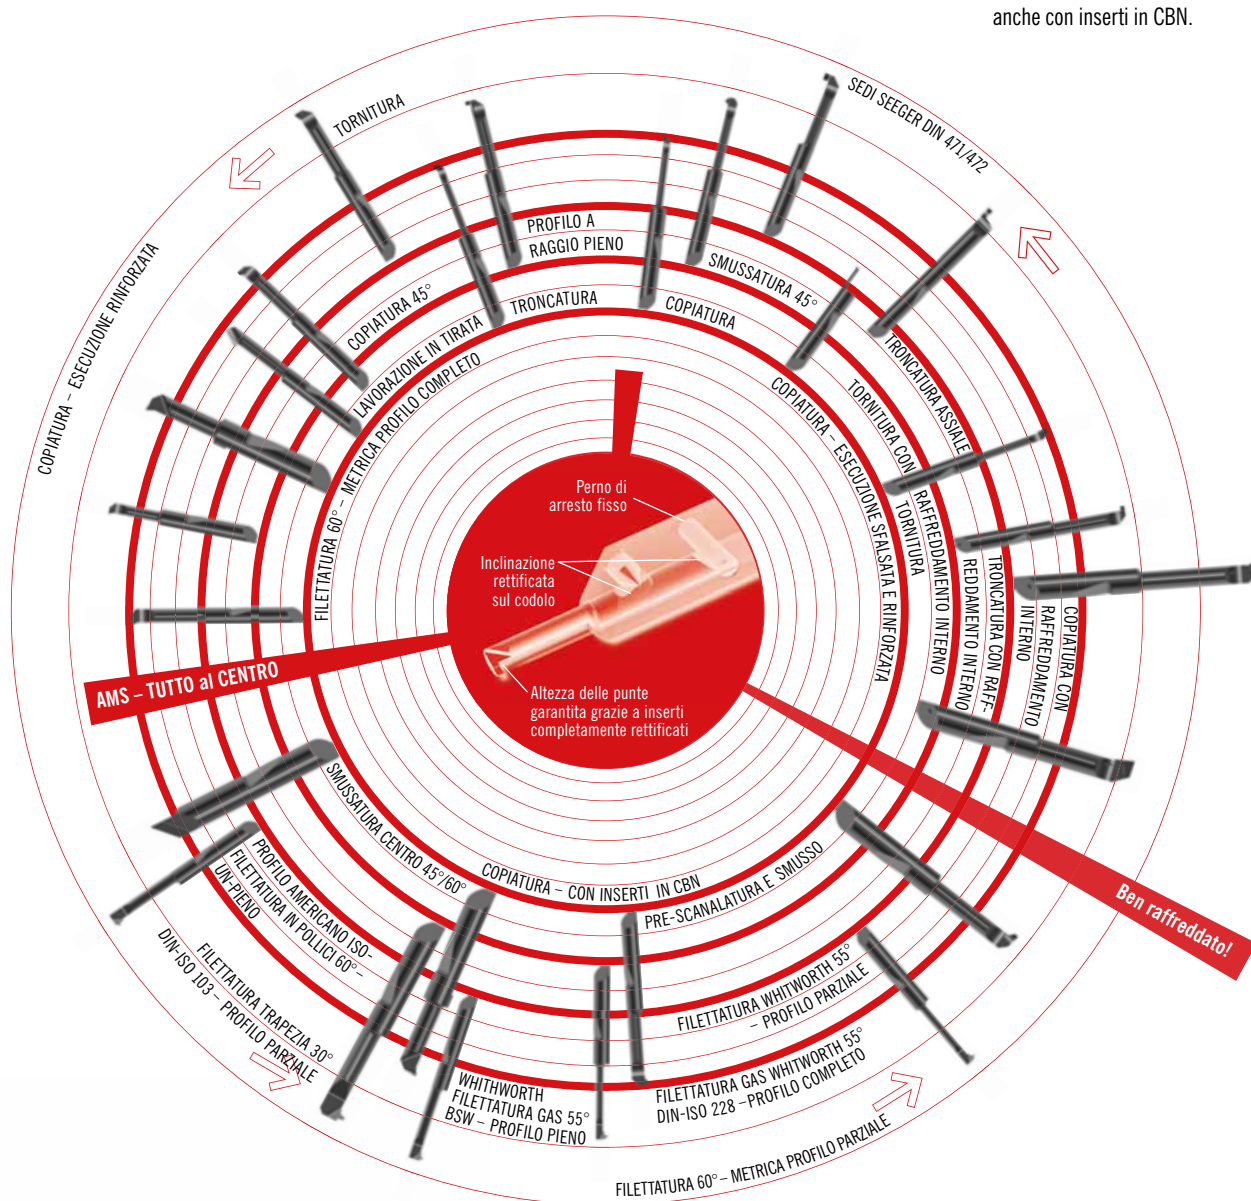 anche con inserti in CBN.
TORNITURA
SEDI SEEGER DIN 471/472
COPIATURA – ESECUZIONE RINFORZATA
PROFILO A
RAGGIO PIENO
SMUSSATURA 45°
COPIATURA 45°
TRONCATURA
COPIATURA
LAVORAZIONE IN TIRATA
TRONCATURA ASSIALE
FILETTATURA 60° – METRICA PROFILO COMPLETO
COPIATURA – ESECUZIONE SFALSATA E RINFORZATA
TORNITURA CON
RAFFREDDAMENTO INTERNO
TORNITURA
TRONCATURA CON RAFF-
REDDAMENTO INTERNO
COPIATURA CON
RAFFREDDAMENTO
INTERNO
Perno di
arresto fisso
Inclinazione
rettificata
sul codolo
Altezza delle punte
garantita grazie a inserti
completamente rettificati
AMS – TUTTO al CENTRO
Ben raffreddato!
SMUSSATURA CENTRO 45°/60°
COPIATURA – CON INSERTI IN CBN
PRE-SCANALATURA E SMUSSO
PROFILO AMERICANO ISO-
FILETTATURA IN POLLICI 60° –
UN-PIENO
FILETTATURA TRAPEZIA 30°
DIN-ISO 103 – PROFILO PARZIALE
WHITHWORTH
FILETTATURA GAS 55°
BSW – PROFILO PIENO
FILETTATURA WHITWORTH 55°
– PROFILO PARZIALE
FILETTATURA GAS WHITWORTH 55°
DIN-ISO 228 – PROFILO COMPLETO
FILETTATURA 60° – METRICA PROFILO PARZIALE